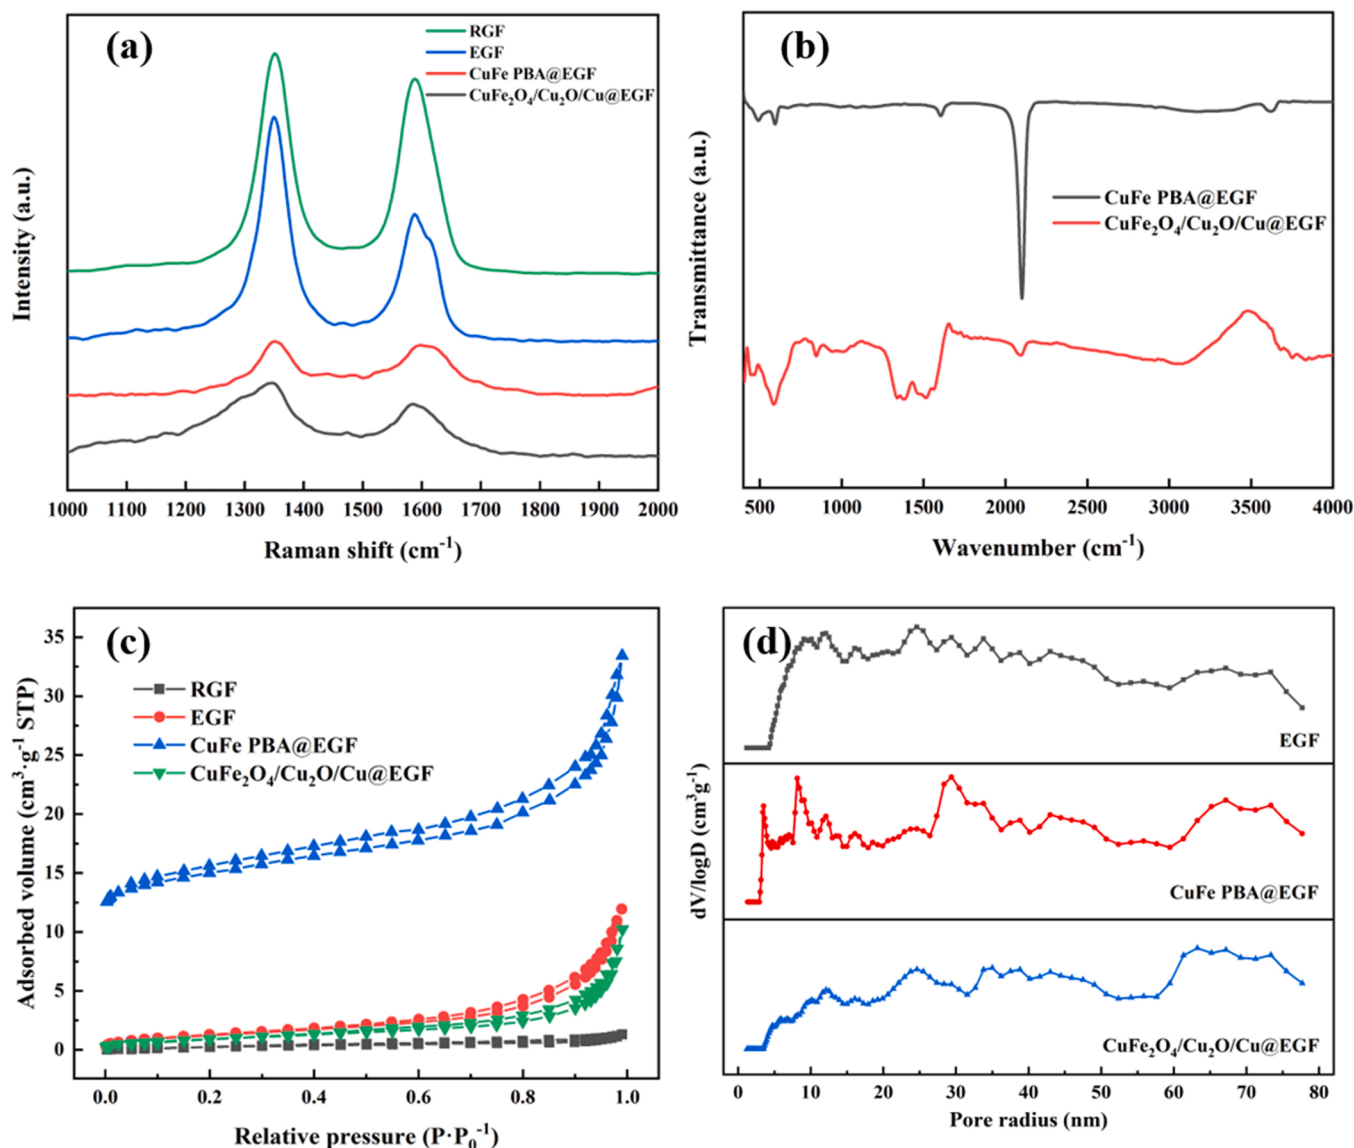 (a)
RGF
EGF
CuFe PBA@EGF
CuFe₂O₄/Cu₂O/Cu@EGF
Intensity (a.u.)
1000 1100 1200 1300 1400 1500 1600 1700 1800 1900 2000
Raman shift (cm⁻¹)
(b)
CuFe PBA@EGF
CuFe₂O₄/Cu₂O/Cu@EGF
Transmittance (a.u.)
500 1000 1500 2000 2500 3000 3500 4000
Wavenumber (cm⁻¹)
(c)
RGF
EGF
CuFe PBA@EGF
CuFe₂O₄/Cu₂O/Cu@EGF
Adsorbed volume (cm³·g⁻¹ STP)
35
30
25
20
15
10
5
0
0.0 0.2 0.4 0.6 0.8 1.0
Relative pressure (P·P₀⁻¹)
(d)
EGF
CuFe PBA@EGF
CuFe₂O₄/Cu₂O/Cu@EGF
dV/logD (cm³g⁻¹)
0 10 20 30 40 50 60 70 80
Pore radius (nm)